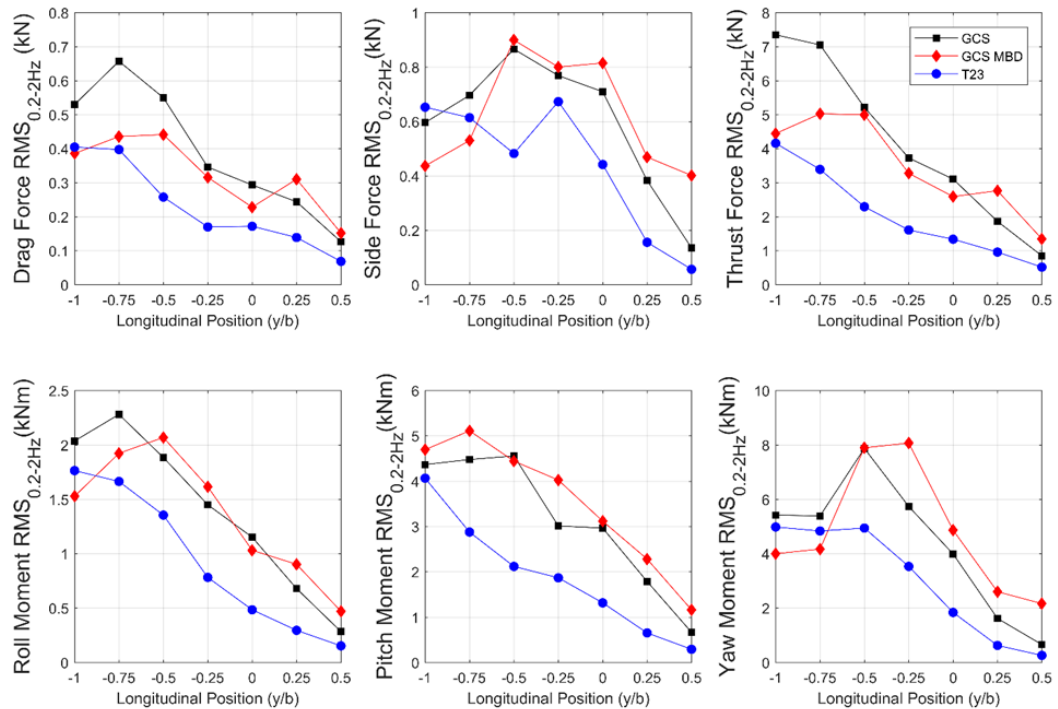 Drag Force RMS0.2-2Hz(kN)
0.8
0.7
0.6
0.5
0.4
0.3
0.2
0.1
0
-1 -0.75 -0.5 -0.25 0 0.25 0.5
Longitudinal Position (y/b)
Side Force RMS0.2-2Hz(kN)
1
0.8
0.6
0.4
0.2
0
-1 -0.75 -0.5 -0.25 0 0.25 0.5
Longitudinal Position (y/b)
Thrust Force RMS0.2-2Hz(kN)
8
7
6
5
4
3
2
1
0
GCS
GCS MBD
T23
-1 -0.75 -0.5 -0.25 0 0.25 0.5
Longitudinal Position (y/b)
Roll Moment RMS0.2-2Hz(kNm)
2.5
2
1.5
1
0.5
0
-1 -0.75 -0.5 -0.25 0 0.25 0.5
Longitudinal Position (y/b)
Pitch Moment RMS0.2-2Hz(kNm)
6
5
4
3
2
1
0
-1 -0.75 -0.5 -0.25 0 0.25 0.5
Longitudinal Position (y/b)
Yaw Moment RMS0.2-2Hz(kNm)
10
8
6
4
2
0
-1 -0.75 -0.5 -0.25 0 0.25 0.5
Longitudinal Position (y/b)